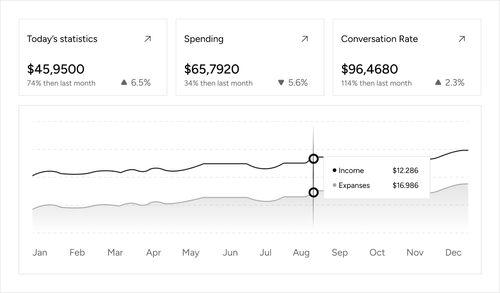 Today's statistics
$45,9500
74% then last month
▲ 6.5%
Spending
$65,7920
34% then last month
▼ 5.6%
Conversation Rate
$96,4680
114% then last month
▲ 2.3%
Income $12.286
Expanses $16.986
Jan Feb Mar Apr May Jun Jul Aug Sep Oct Nov Dec